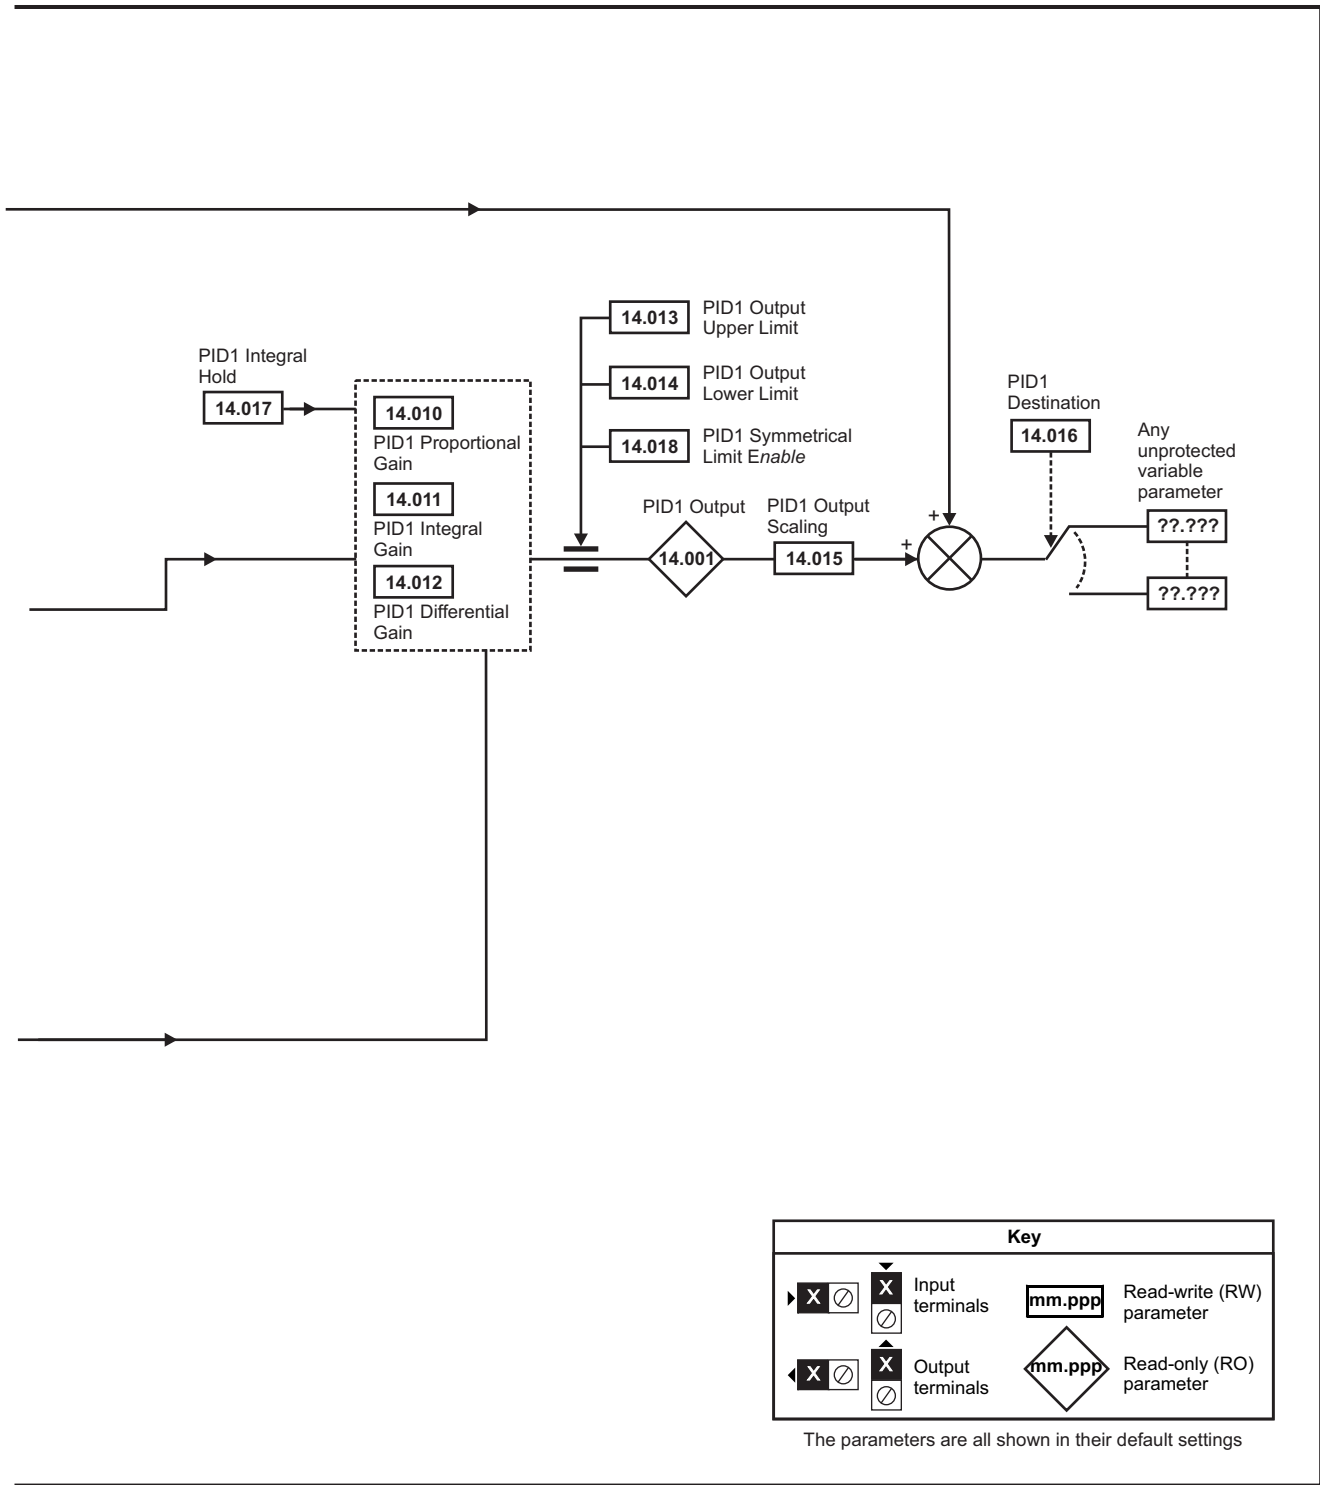 14.013
PID1 Output
Upper Limit
PID1 Integral
Hold
14.017
14.014
PID1 Output
Lower Limit
14.018
PID1 Symmetrical
Limit Enable
14.010
PID1 Proportional
Gain
14.011
PID1 Integral
Gain
14.012
PID1 Differential
Gain
PID1 Output
14.001
PID1 Output
Scaling
14.015
+
+
PID1
Destination
14.016
Any
unprotected
variable
parameter
??.???
??.???
Key
X
X
Input
terminals
mm.ppp
Read-write (RW)
parameter
X
X
Output
terminals
mm.ppp
Read-only (RO)
parameter
The parameters are all shown in their default settings